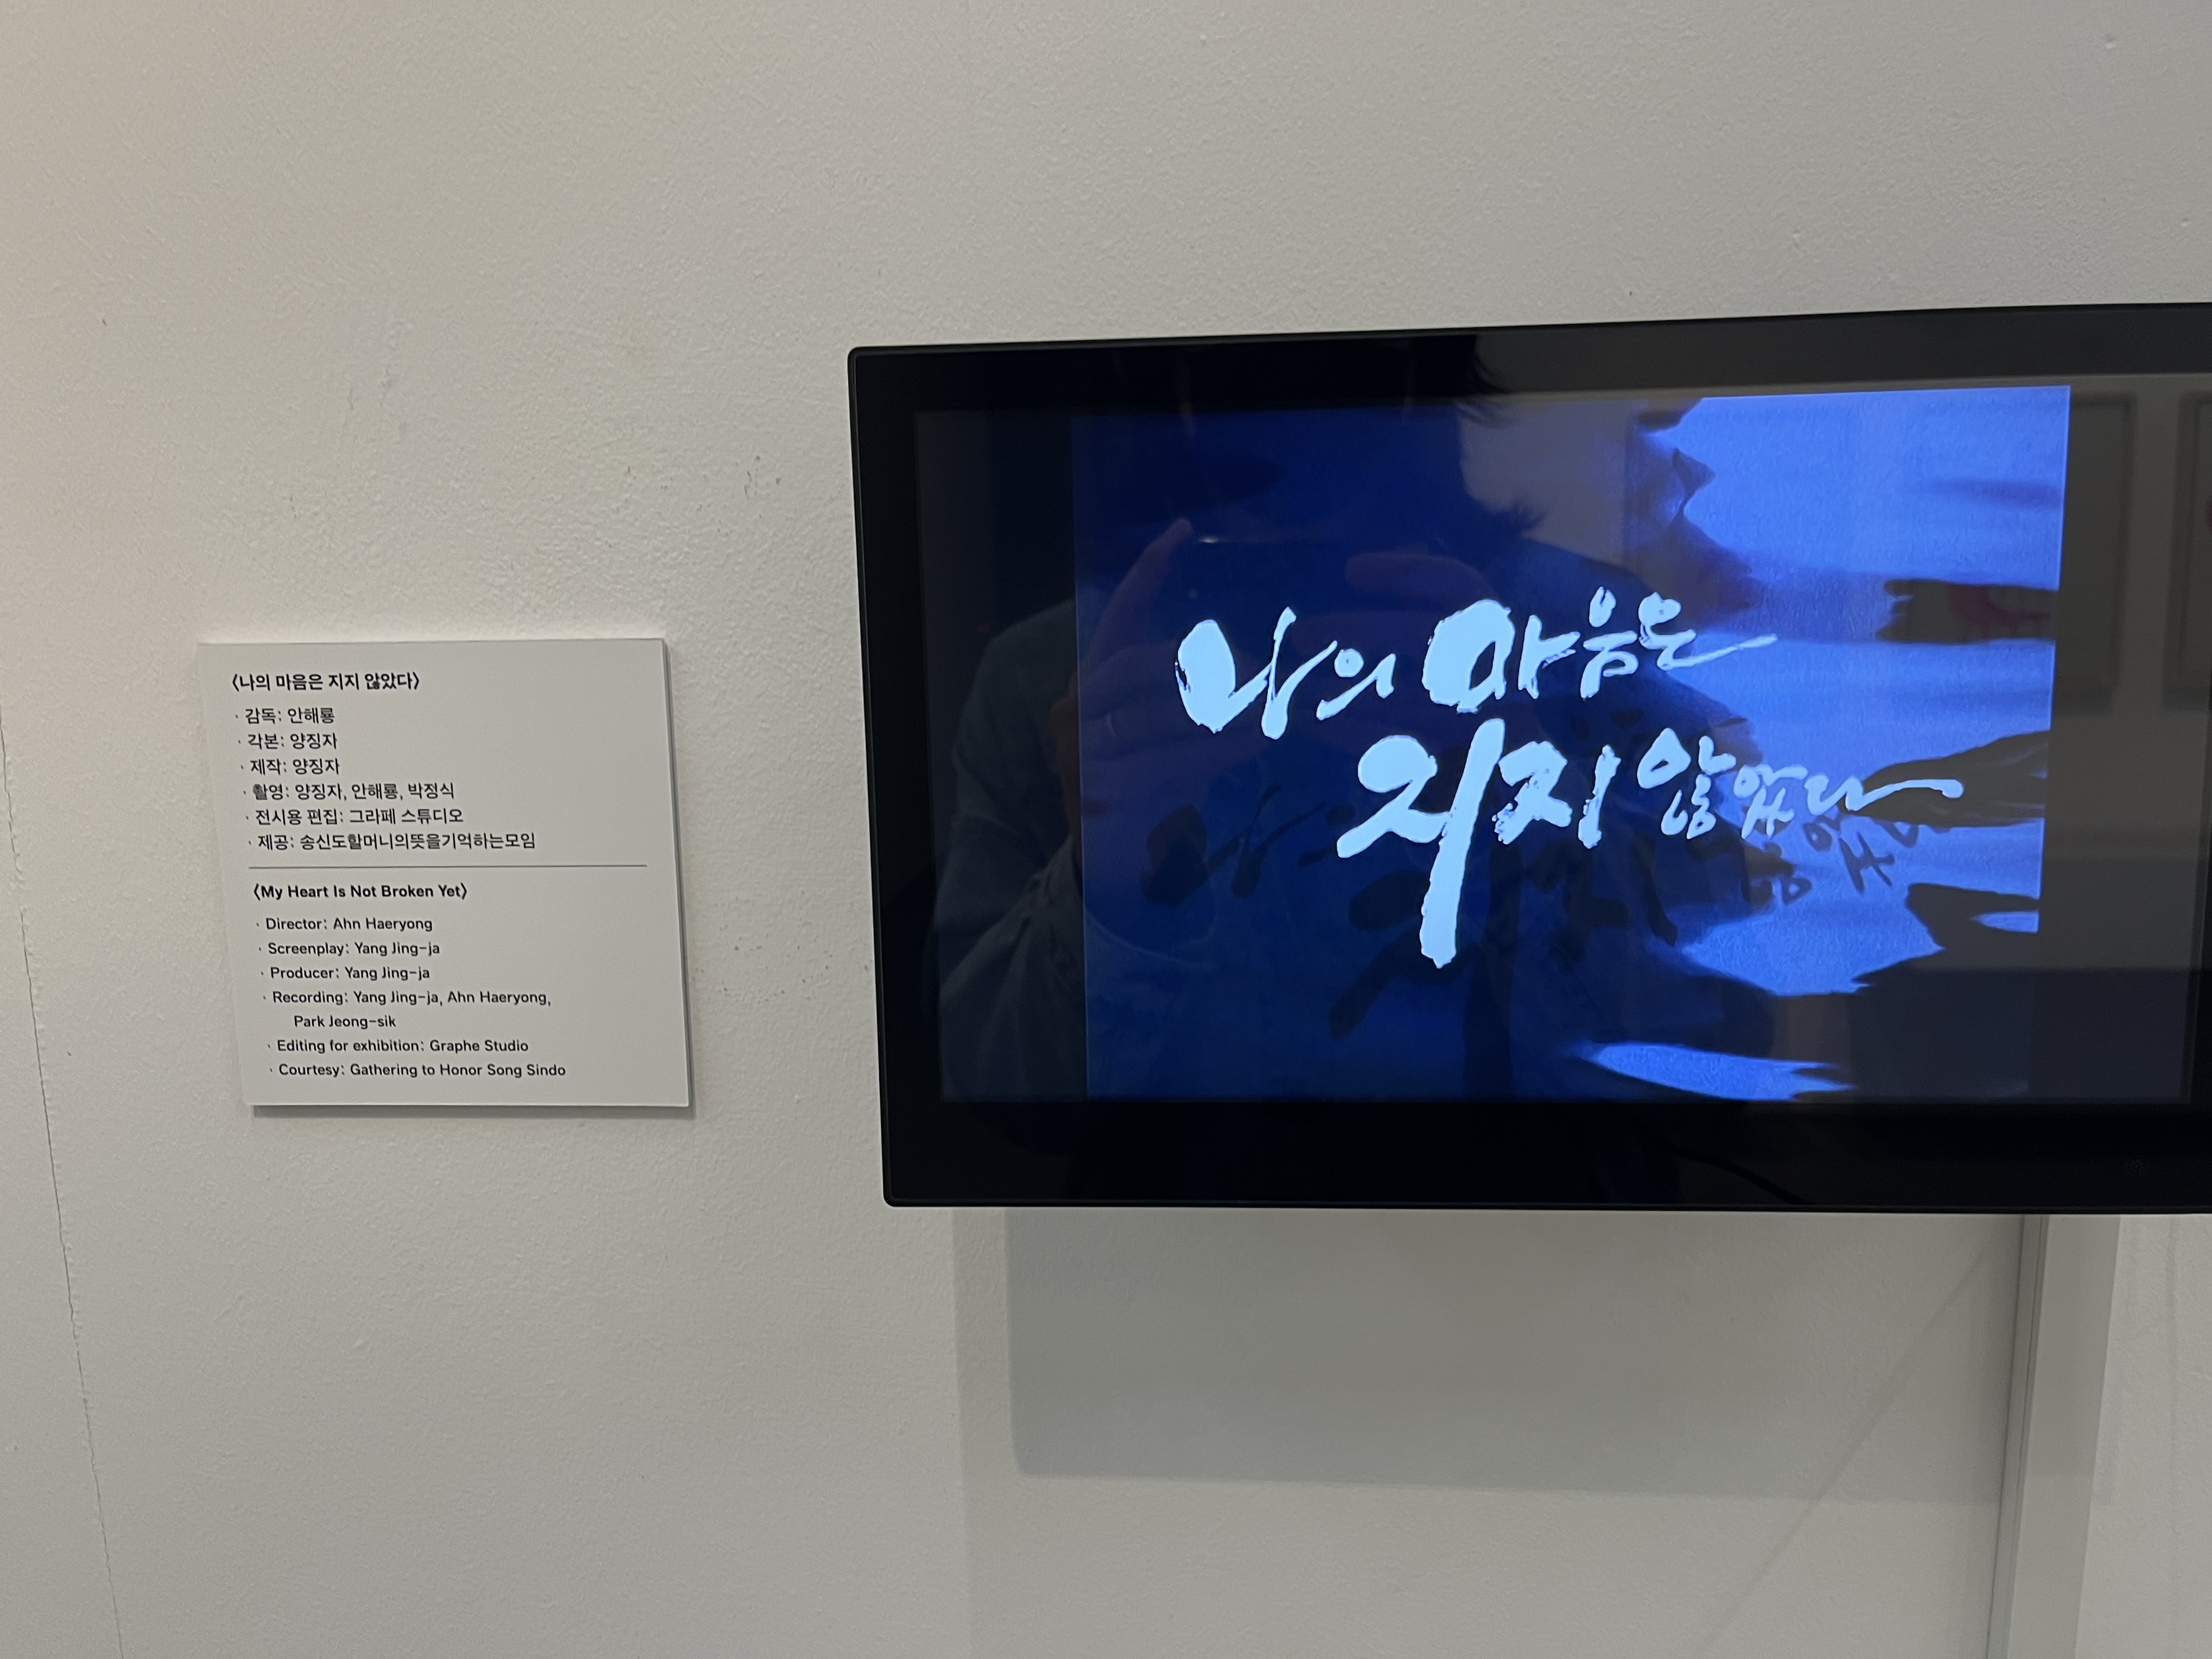 〈나의 마음은 지지 않았다〉
· 감독: 안해룡
· 각본: 양징자
· 제작: 양징자
· 촬영: 양징자, 안해룡, 박정식
· 전시용 편집: 그라페 스튜디오
· 제공: 송신도할머니의뜻을기억하는모임
〈My Heart Is Not Broken Yet〉
· Director: Ahn Haeryong
· Screenplay: Yang Jing-ja
· Producer: Yang Jing-ja
· Recording: Yang Jing-ja, Ahn Haeryong,
Park Jeong-sik
· Editing for exhibition: Graphe Studio
· Courtesy: Gathering to Honor Song Sindo
나의 마음은
지지 않았다